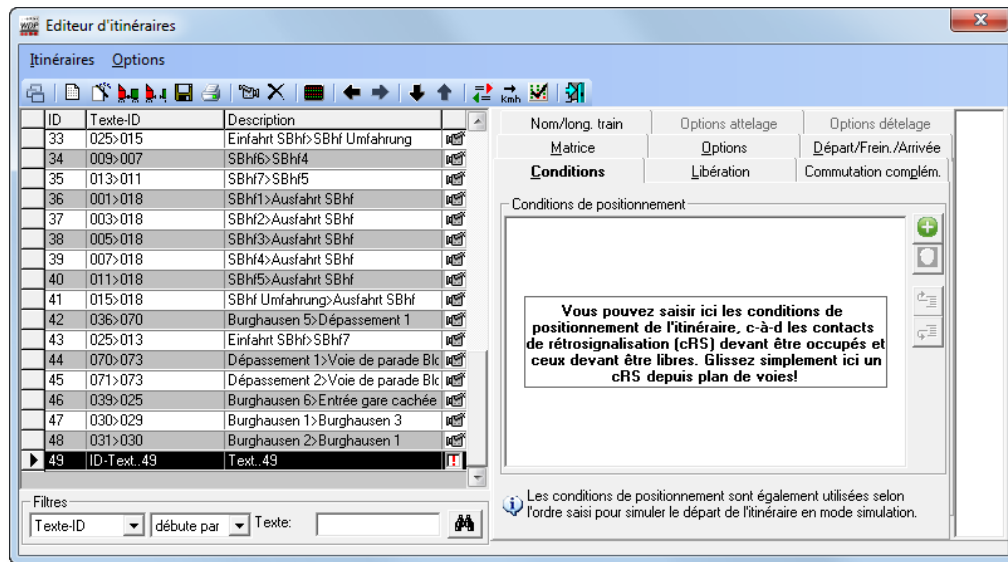 Editeur d'itinéraires
Itinéraires Options
kmh
ID Texte-ID Description
33 025>015 Einfahrt SBhf>SBhf Umfahrung
34 009>007 SBhf6>SBhf4
35 013>011 SBhf7>SBhf5
36 001>018 SBhf1>Ausfahrt SBhf
37 003>018 SBhf2>Ausfahrt SBhf
38 005>018 SBhf3>Ausfahrt SBhf
39 007>018 SBhf4>Ausfahrt SBhf
40 011>018 SBhf5>Ausfahrt SBhf
41 015>018 SBhf Umfahrung>Ausfahrt SBhf
42 036>070 Burghausen 5>Dépassement 1
43 025>013 Einfahrt SBhf>SBhf7
44 070>073 Dépassement 1>Voie de parade Blc
45 071>073 Dépassement 2>Voie de parade Blc
46 039>025 Burghausen 6>Entrée gare cachée
47 030>029 Burghausen 1>Burghausen 3
48 031>030 Burghausen 2>Burghausen 1
49 ID-Text..49 Text..49
Filtres
Texte-ID débute par Texte:
Nom/long. train Options attelage Options dételage
Matrice Options Départ/Frein./Arrivée
Conditions Libération Commutation complém.
Conditions de positionnement
Vous pouvez saisir ici les conditions de
positionnement de l'itinéraire, c-à-d les contacts
de rétrosignalisation (cRS) devant être occupés et
ceux devant être libres. Glissez simplement ici un
cRS depuis plan de voies!
Les conditions de positionnement sont également utilisées selon
l'ordre saisi pour simuler le départ de l'itinéraire en mode simulation.